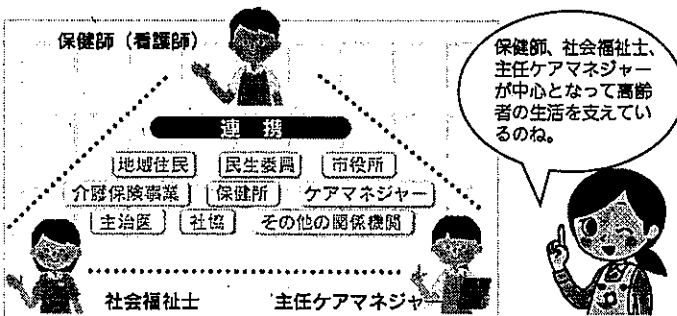 保健師（看護師）
連携
地域住民 民生委員 市役所
介護保険事業 保健所 ケアマネジャー
主治医 社協 その他の関係機関
社会福祉士 主任ケアマネジャー
保健師、社会福祉士、
主任ケアマネジャー
が中心となって高齢
者の生活を支えてい
るのね。